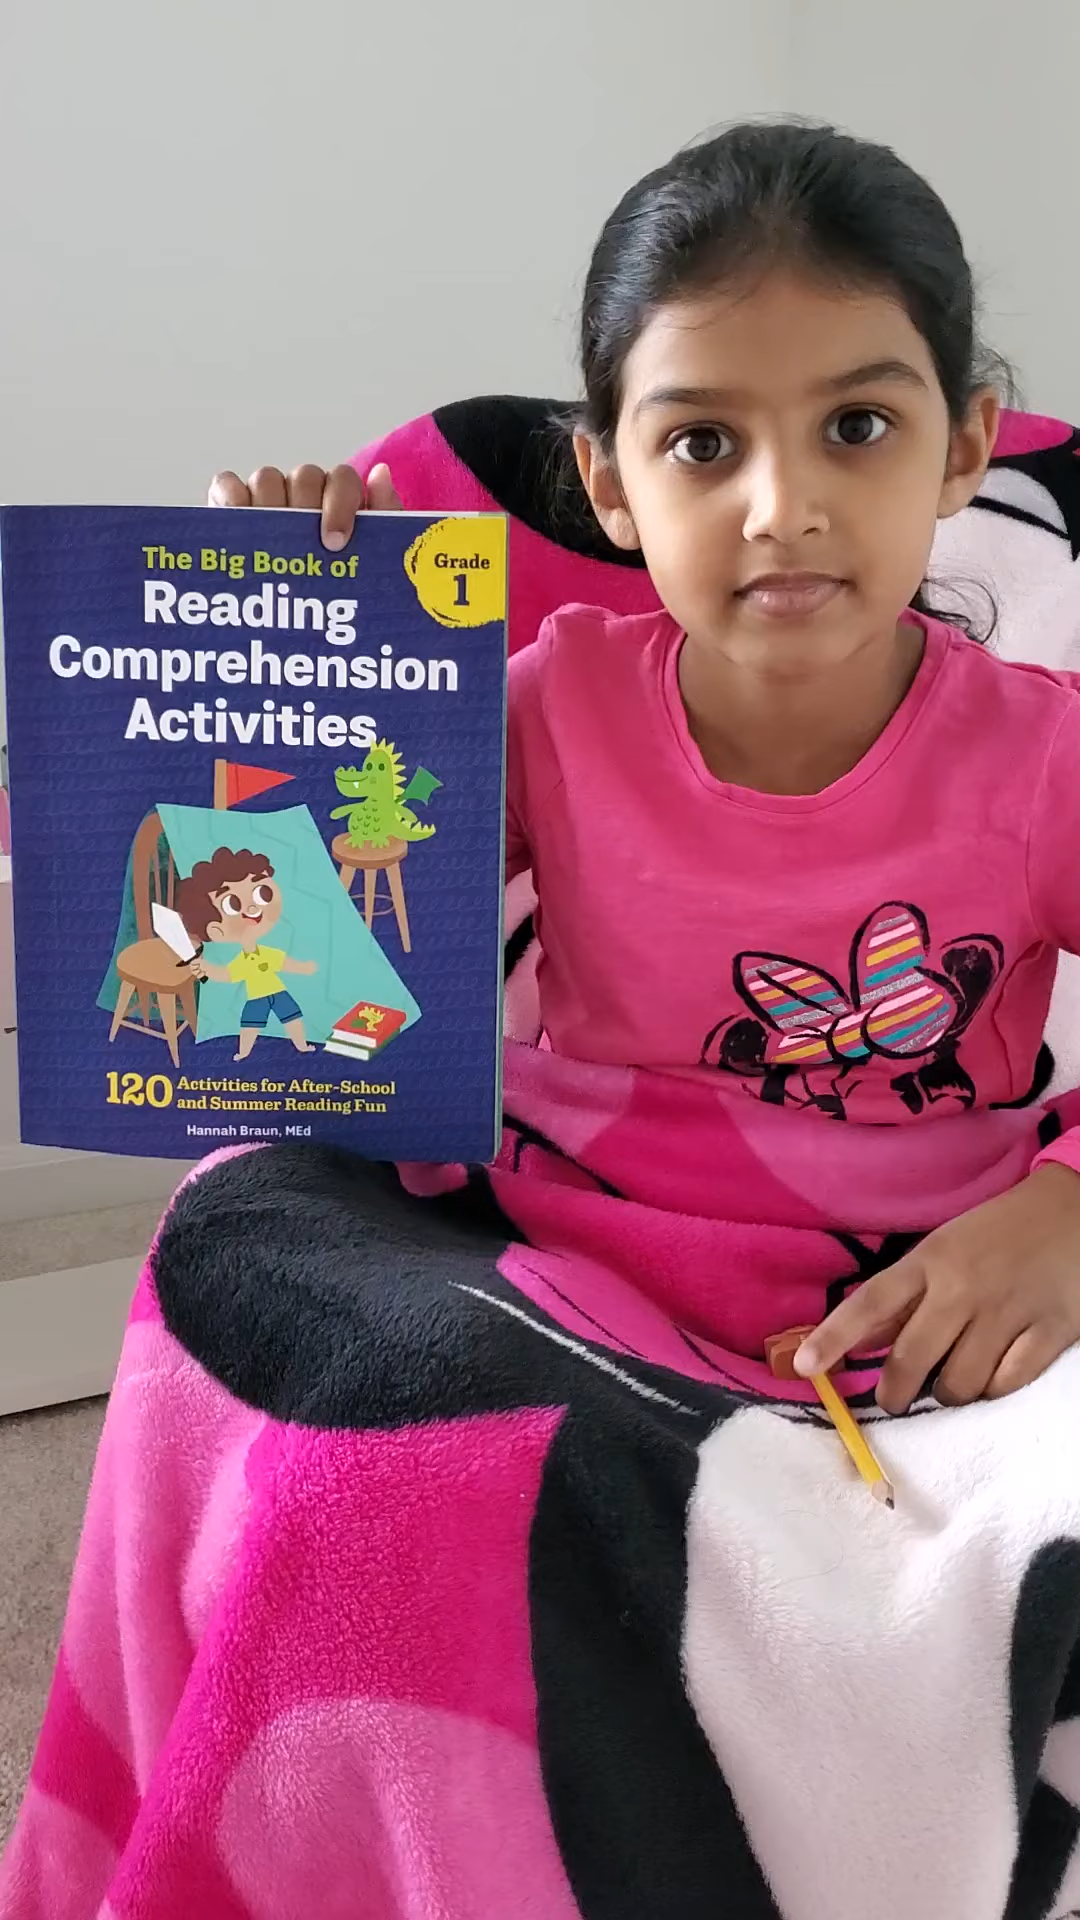 The Big Book of
Reading
Comprehension
Activities
Grade
1
120 Activities for After-School
and Summer Reading Fun
Hannah Braun, MEd